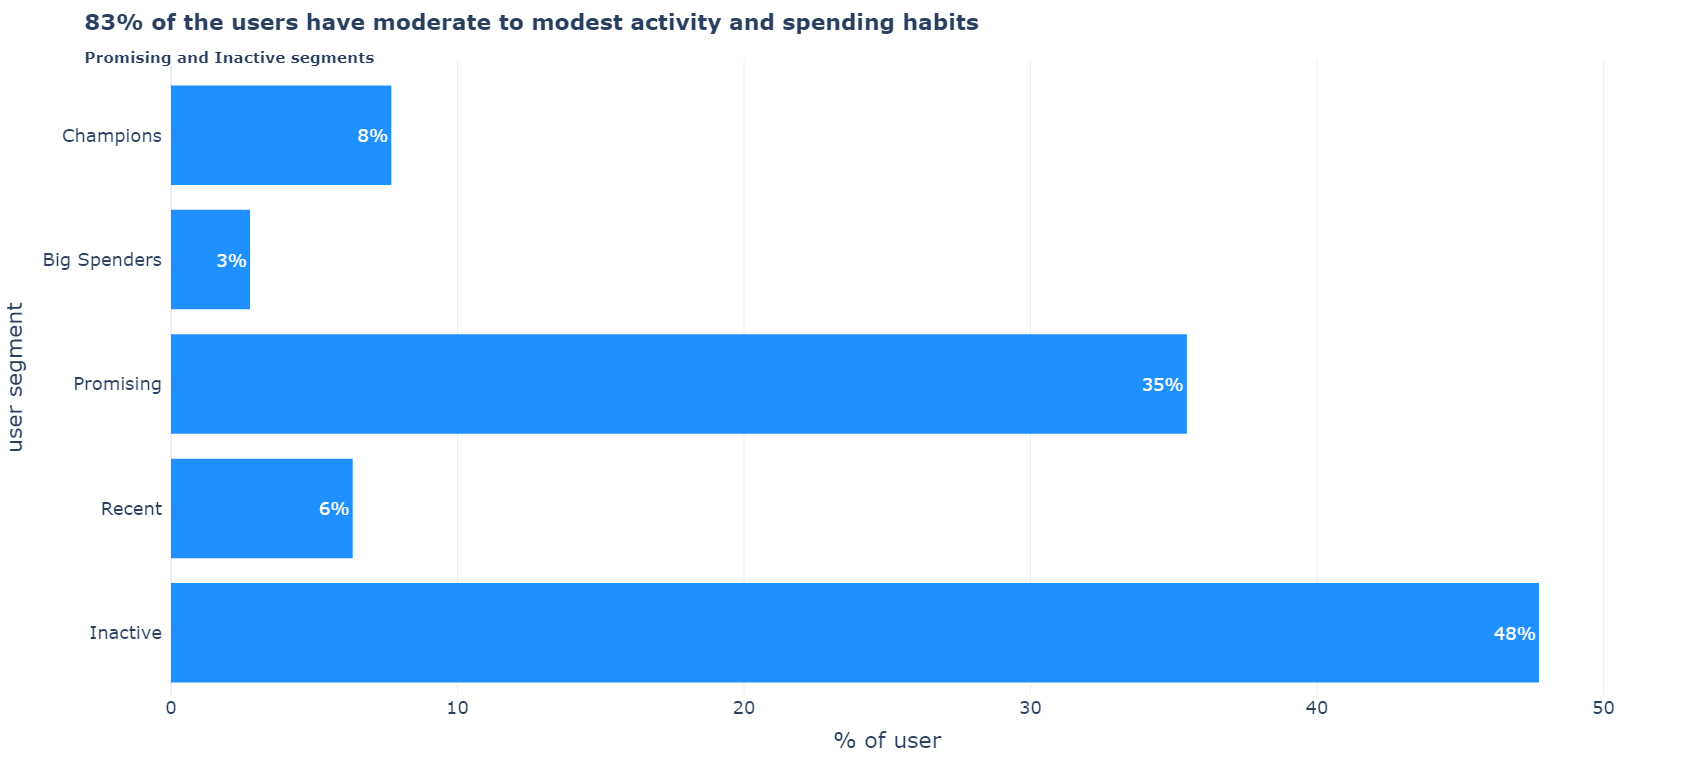 83% of the users have moderate to modest activity and spending habits
Promising and Inactive segments
Champions
8%
Big Spenders
3%
Promising
35%
Recent
6%
Inactive
48%
user segment
0 10 20 30 40 50
% of user